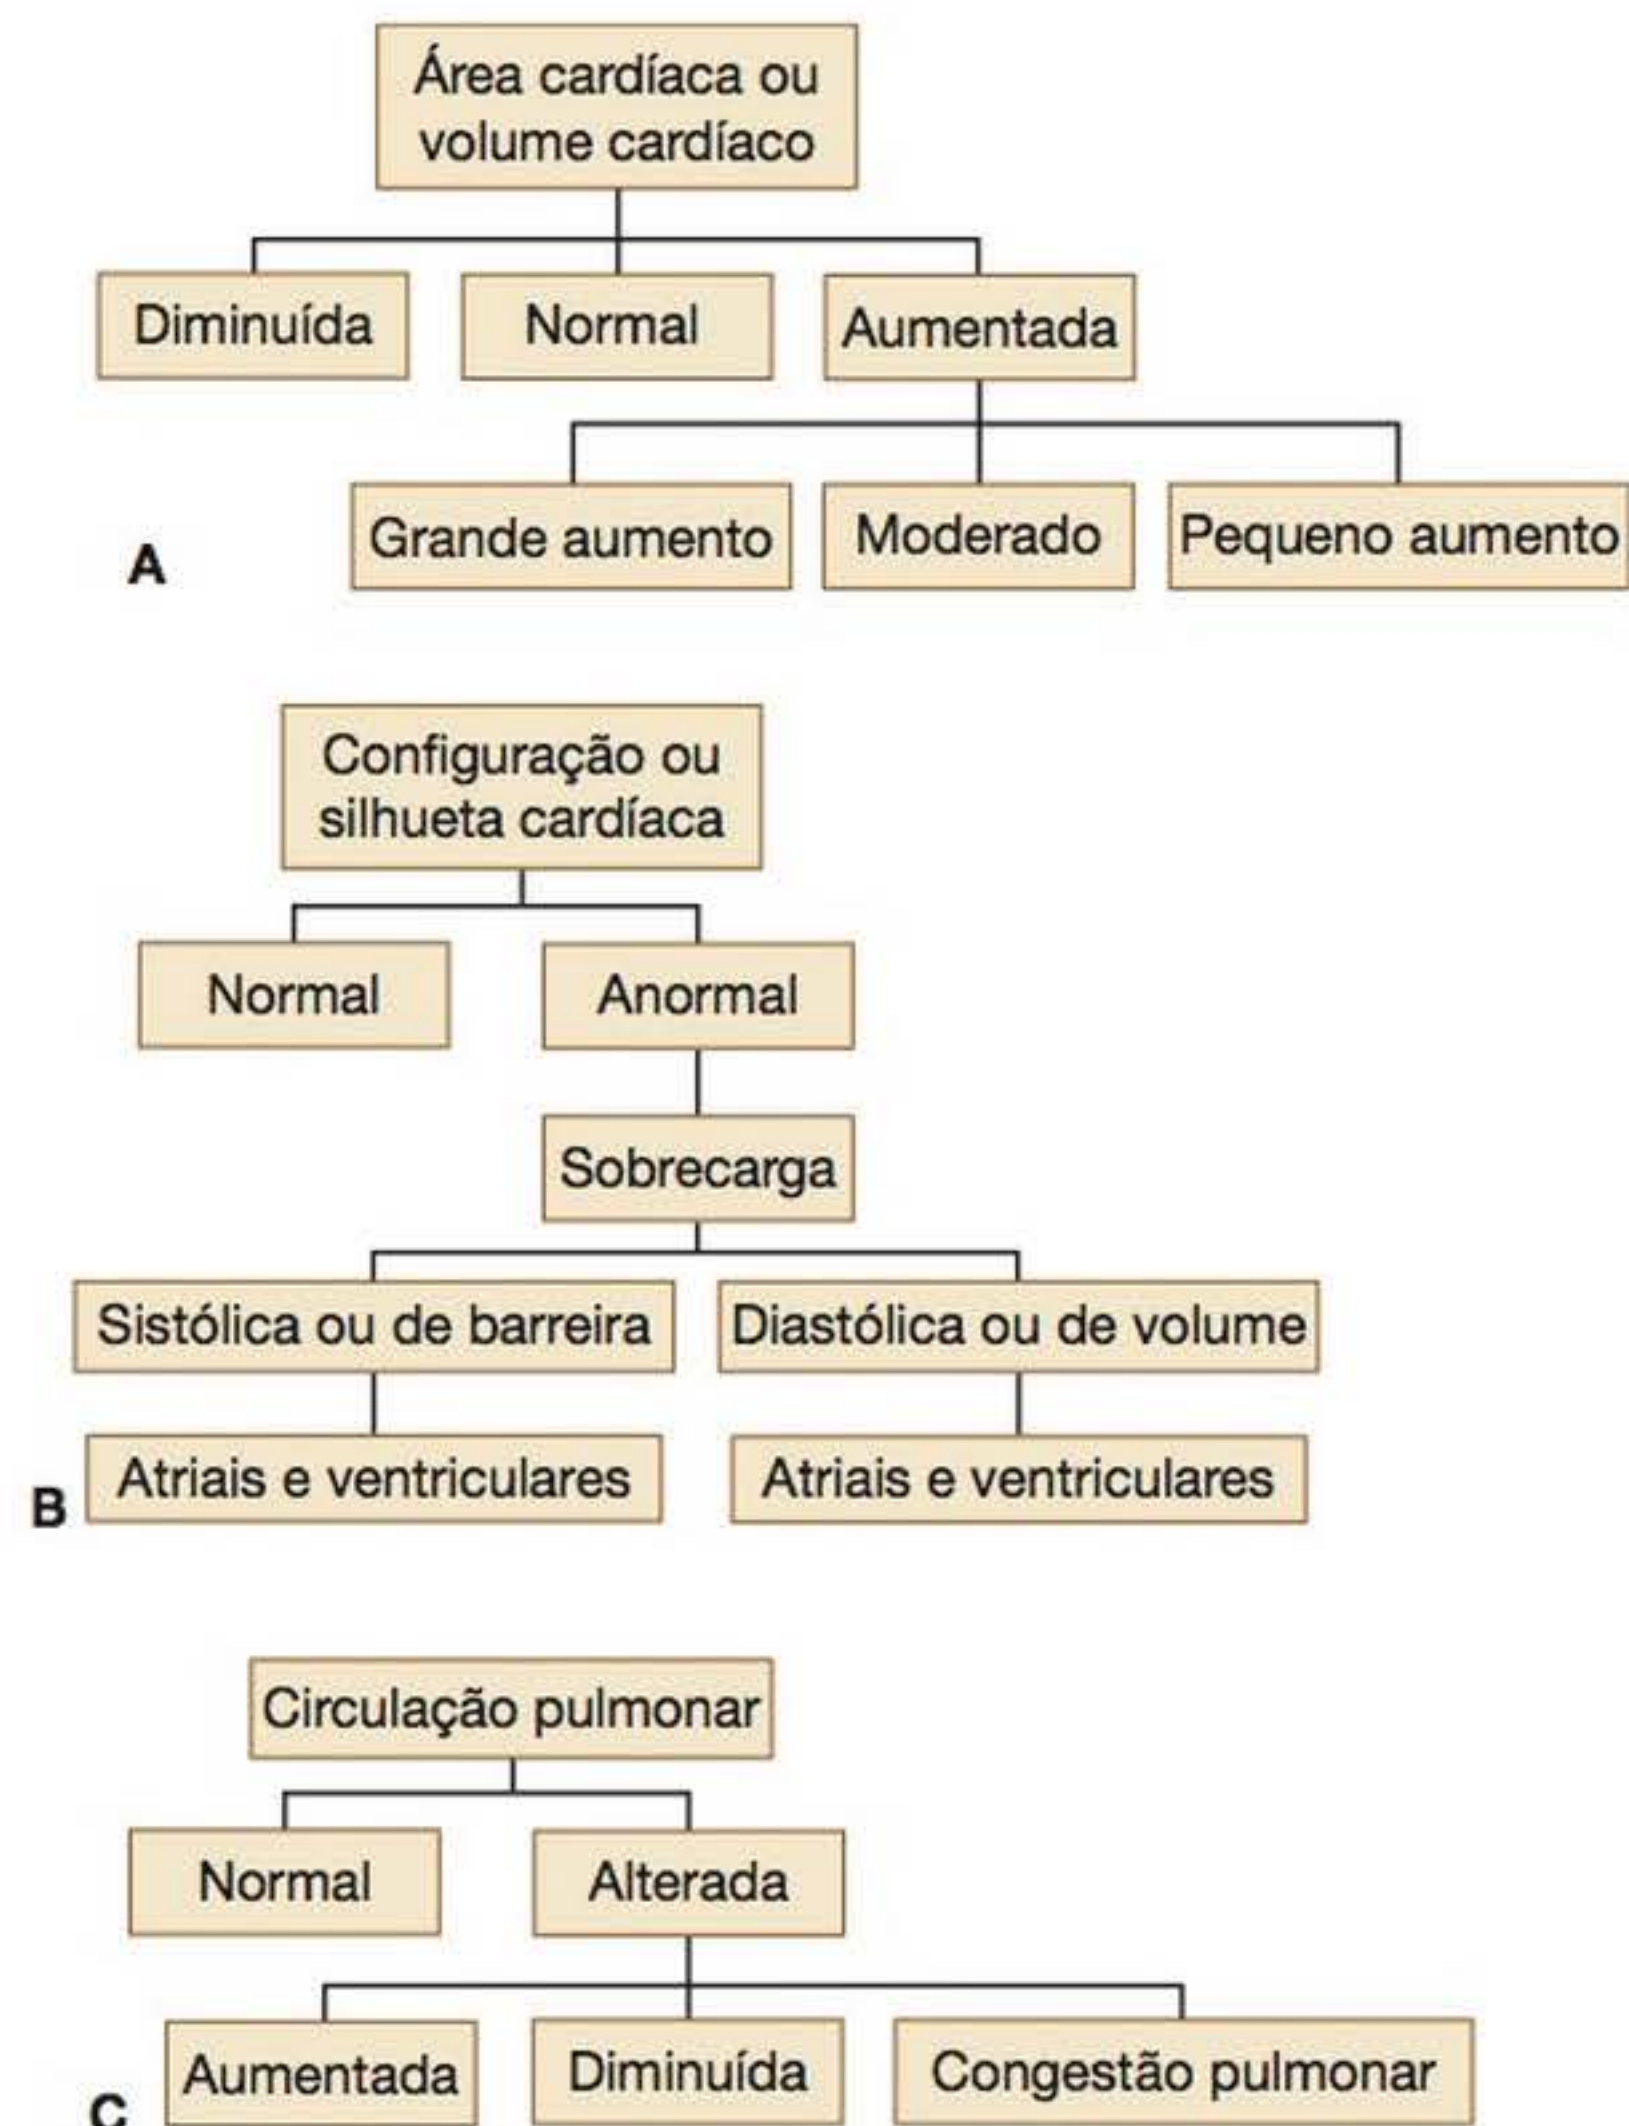 Área cardíaca ou
volume cardíaco
Diminuída
Normal
Aumentada
Grande aumento
Moderado
Pequeno aumento
A
Configuração ou
silhueta cardíaca
Normal
Anormal
Sobrecarga
Sistólica ou de barreira
Diastólica ou de volume
Atriais e ventriculares
Atriais e ventriculares
B
Circulação pulmonar
Normal
Alterada
Aumentada
Diminuída
Congestão pulmonar
C